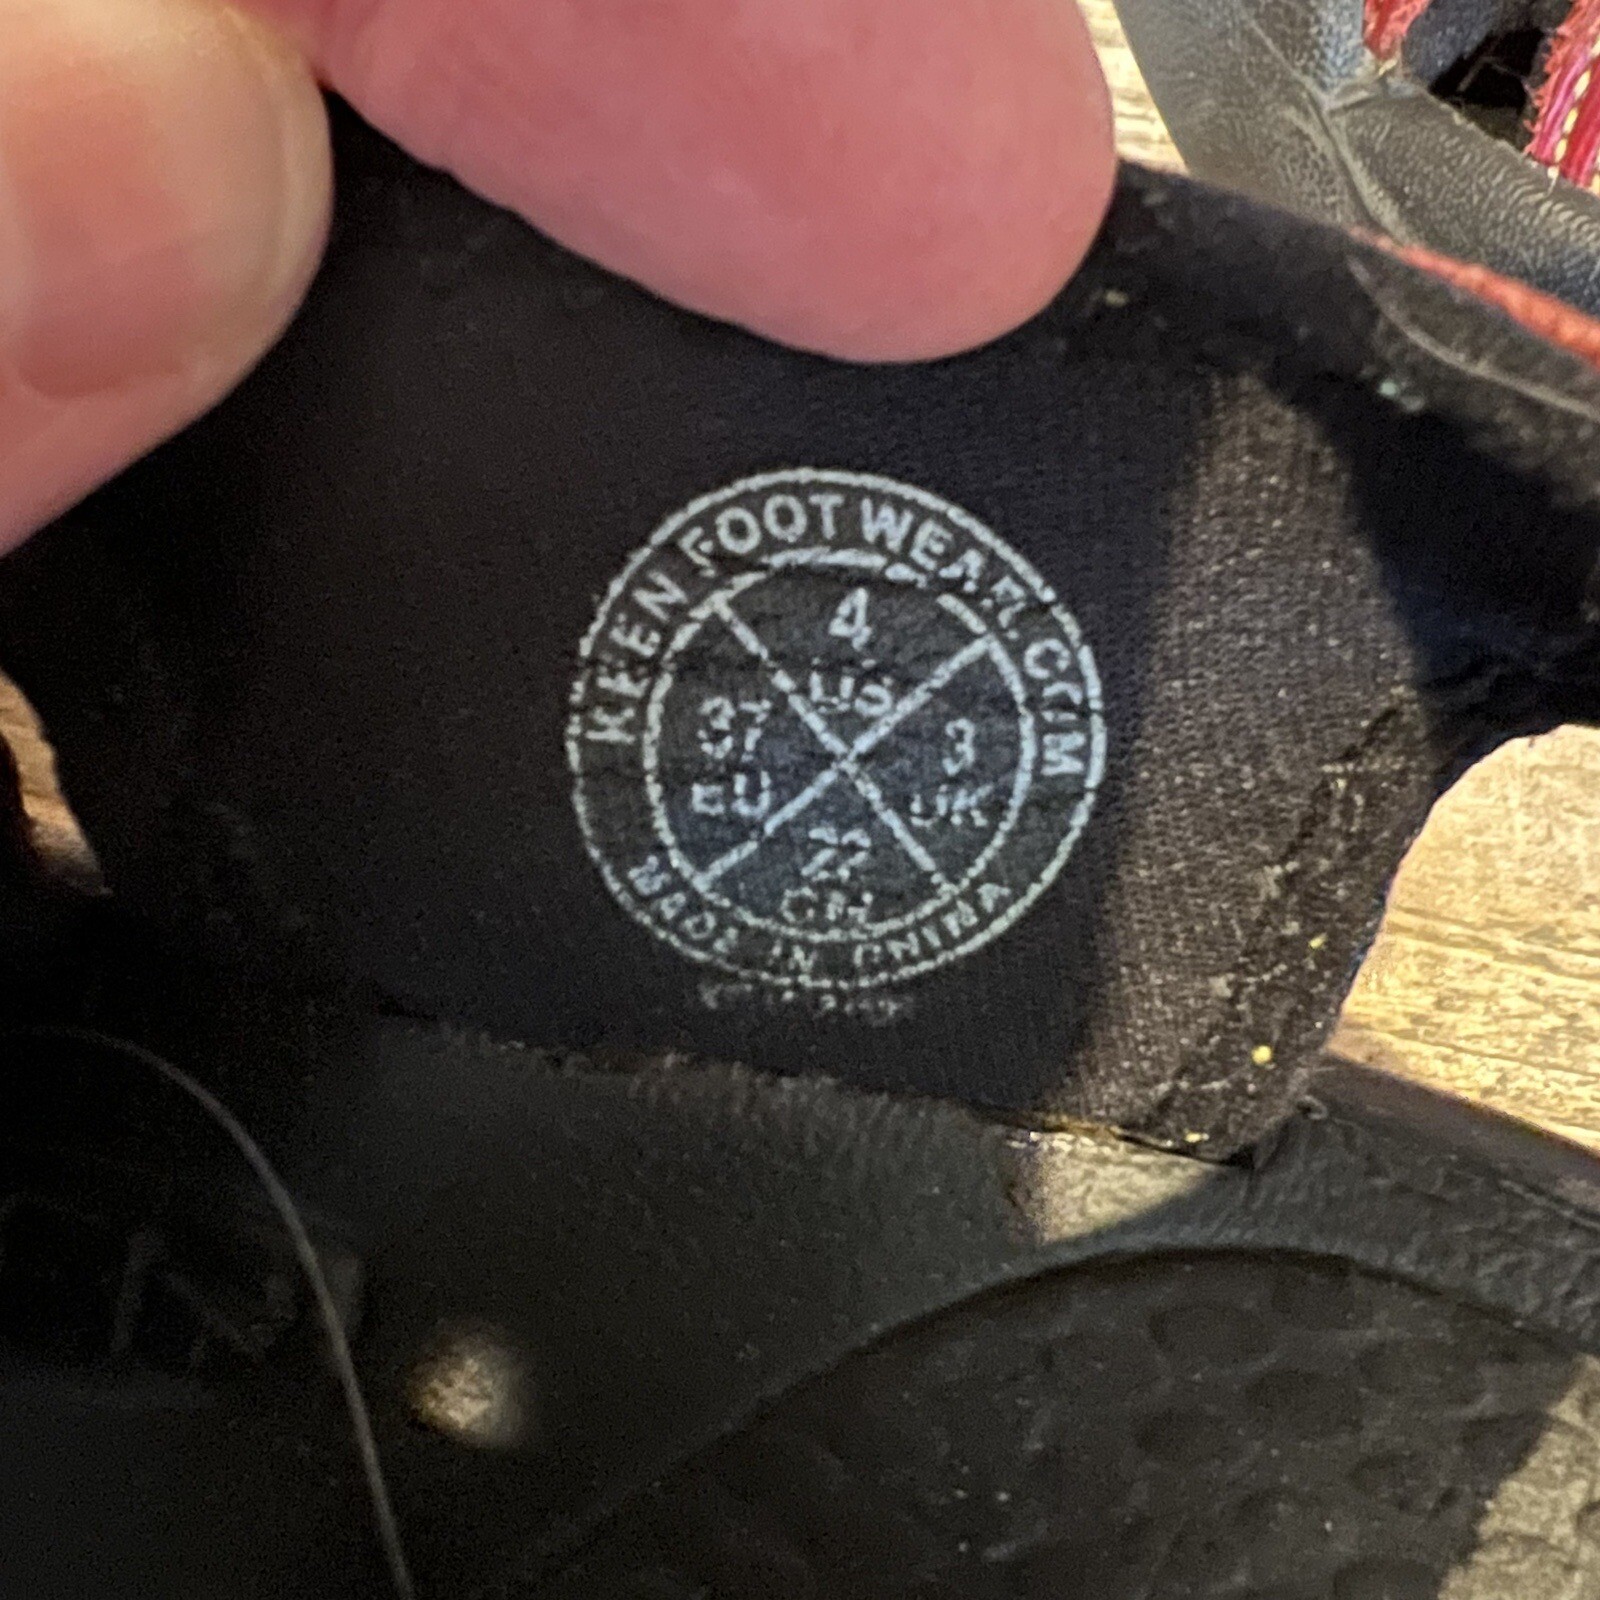 KEEN FOOTWEAR.COM
4
US
37
EU
3
UK
22
CM
MADE IN CHINA